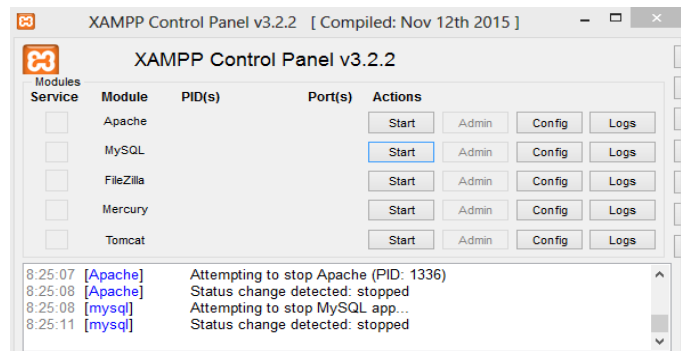 XAMPP Control Panel v3.2.2 [ Compiled: Nov 12th 2015 ]
XAMPP Control Panel v3.2.2
Modules
Service Module PID(s) Port(s) Actions
Apache Start Admin Config Logs
MySQL Start Admin Config Logs
FileZilla Start Admin Config Logs
Mercury Start Admin Config Logs
Tomcat Start Admin Config Logs
8:25:07 [Apache] Attempting to stop Apache (PID: 1336)
8:25:08 [Apache] Status change detected: stopped
8:25:08 [mysql] Attempting to stop MySQL app...
8:25:11 [mysql] Status change detected: stopped